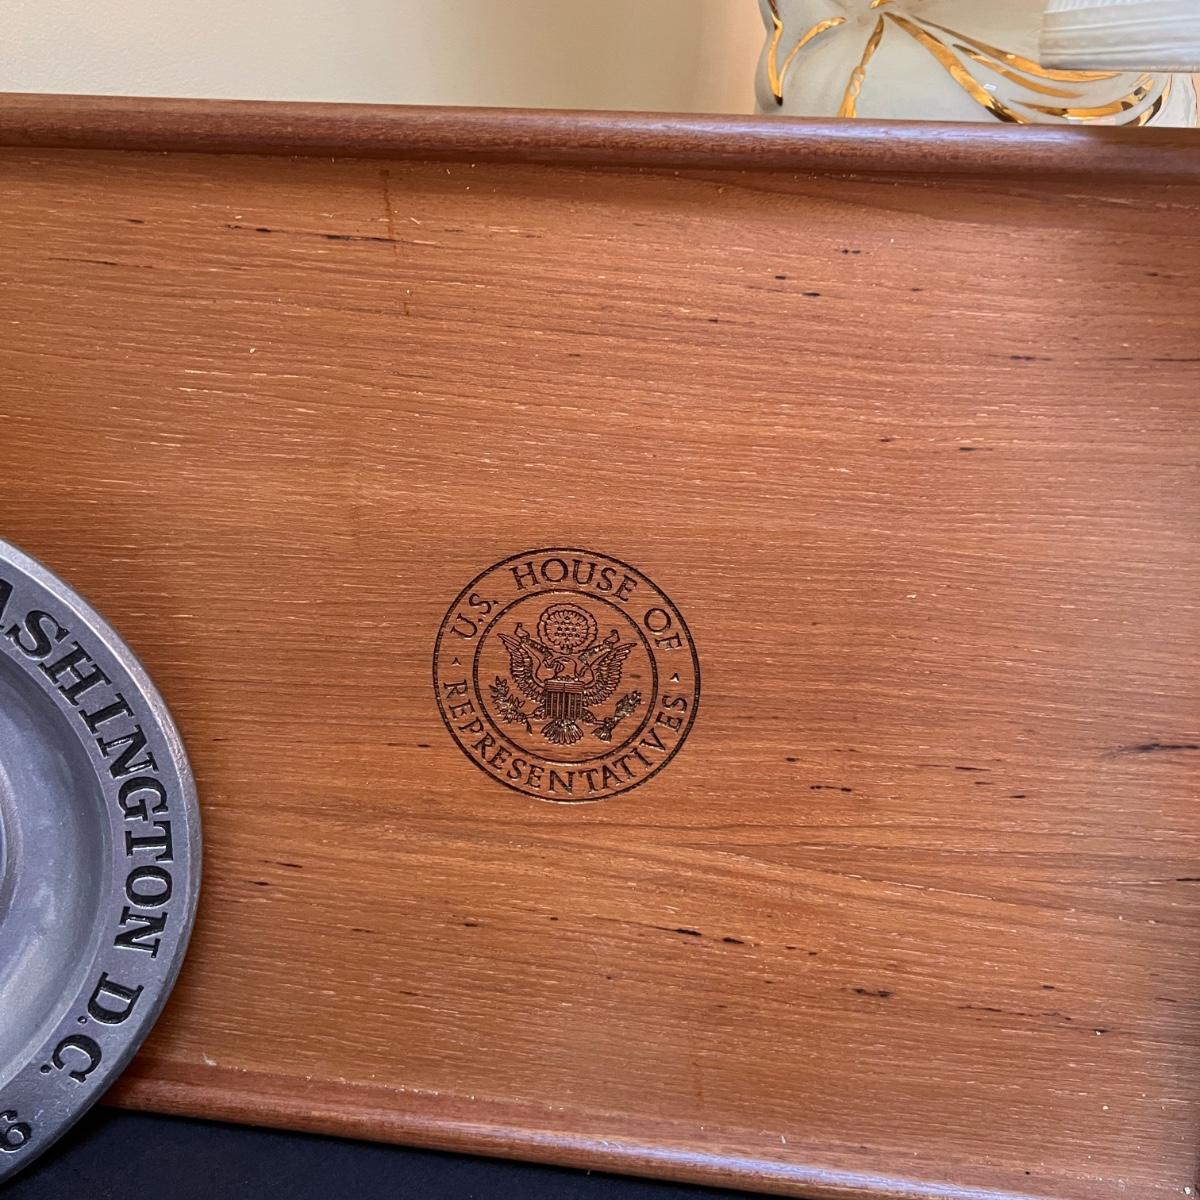 U.S. HOUSE OF
REPRESENTATIVES
WASHINGTON D.C.